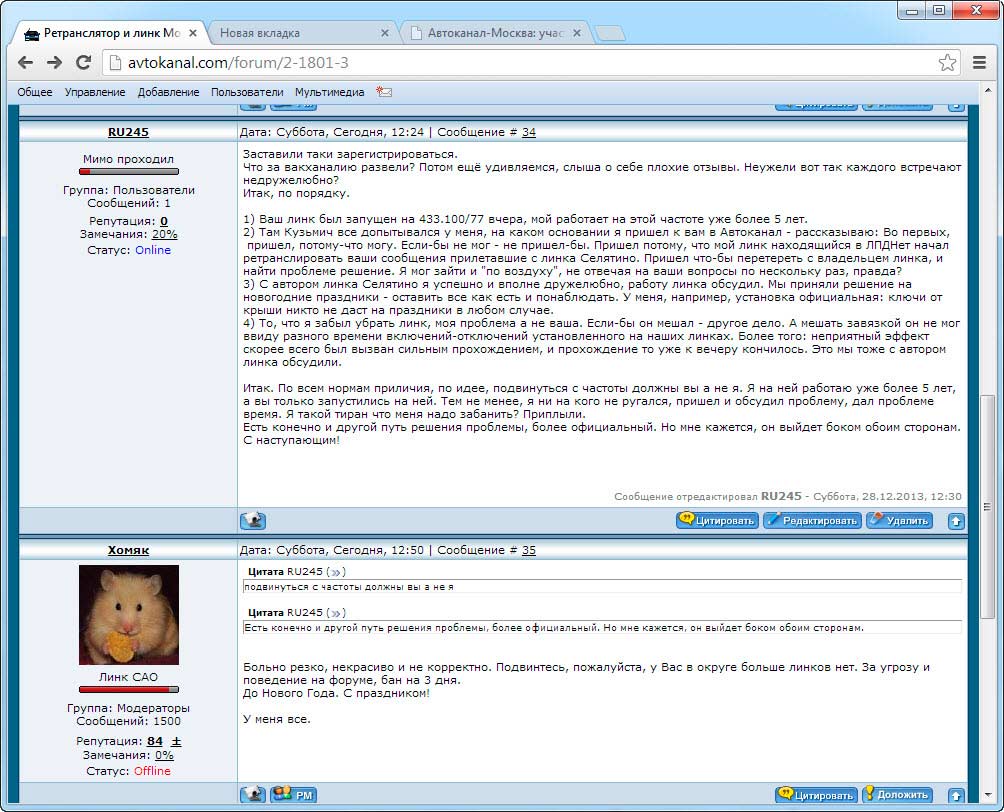 Ретранслятор и линк Мо
Новая вкладка
Автоканал-Москва: учас
avtokanal.com/forum/2-1801-3
Общее Управление Добавление Пользователи Мультимедиа
RU245
Дата: Суббота, Сегодня, 12:24 | Сообщение # 34
Мимо проходил
Группа: Пользователи
Сообщений: 1
Репутация: 0
Замечания: 20%
Статус: Online
Заставили таки зарегистрироваться.
Что за вакханалию развели? Потом ещё удивляемся, слыша о себе плохие отзывы. Неужели вот так каждого встречают
недружелюбно?
Итак, по порядку.
1) Ваш линк был запущен на 433.100/77 вчера, мой работает на этой частоте уже более 5 лет.
2) Там Кузьмич все допытывался у меня, на каком основании я пришел к вам в Автоканал - рассказываю: Во первых,
пришел, потому-что могу. Если-бы не мог - не пришел-бы. Пришел потому, что мой линк находящийся в ЛПДНет начал
ретранслировать ваши сообщения прилетавшие с линка Селятино. Пришел что-бы перетереть с владельцем линка, и
найти проблеме решение. Я мог зайти и "по воздуху", не отвечая на ваши вопросы по нескольку раз, правда?
3) С автором линка Селятино я успешно и вполне дружелюбно, работу линка обсудил. Мы приняли решение на
новогодние праздники - оставить все как есть и понаблюдать. У меня, например, установка официальная: ключи от
крыши никто не даст на праздники в любом случае.
4) То, что я забыл убрать линк, моя проблема а не ваша. Если-бы он мешал - другое дело. А мешать завязкой он не мог
ввиду разного времени включений-отключений установленного на наших линках. Более того: неприятный эффект
скорее всего был вызван сильным прохождением, и прохождение то уже к вечеру кончилось. Это мы тоже с автором
линка обсудили.
Итак. По всем нормам приличия, по идее, подвинуться с частоты должны вы а не я. Я на ней работаю уже более 5 лет,
а вы только запустились на ней. Тем не менее, я ни на кого не ругался, пришел и обсудил проблему, дал проблеме
время. Я такой тиран что меня надо забанить? Приплыли.
Есть конечно и другой путь решения проблемы, более официальный. Но мне кажется, он выйдет боком обоим сторонам.
С наступающим!
Сообщение отредактировал RU245 - Суббота, 28.12.2013, 12:30
Цитировать Редактировать Удалить
Хомяк
Дата: Суббота, Сегодня, 12:50 | Сообщение # 35
Линк САО
Группа: Модераторы
Сообщений: 1500
Репутация: 84 ±
Замечания: 0%
Статус: Offline
Цитата RU245 (»)
подвинуться с частоты должны вы а не я
Цитата RU245 (»)
Есть конечно и другой путь решения проблемы, более официальный. Но мне кажется, он выйдет боком обоим сторонам.
Больно резко, некрасиво и не корректно. Подвинтесь, пожалуйста, у Вас в округе больше линков нет. За угрозу и
поведение на форуме, бан на 3 дня.
До Нового Года. С праздником!
У меня все.
PM
Цитировать Доложить